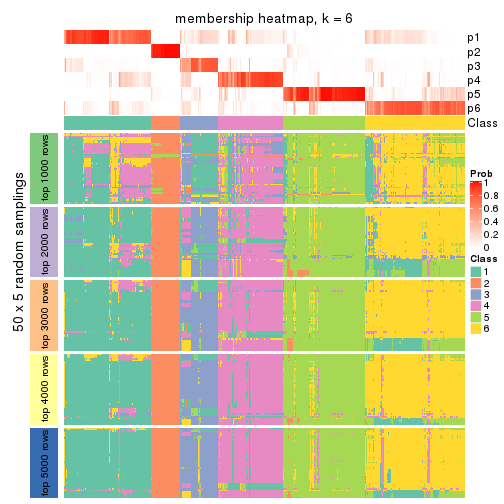 membership heatmap, k = 6
p1
p2
p3
p4
p5
p6
Class
50 x 5 random samplings
top 1000 rows
top 2000 rows
top 3000 rows
top 4000 rows
top 5000 rows
Prob
1
0.8
0.6
0.4
0.2
0
Class
1
2
3
4
5
6